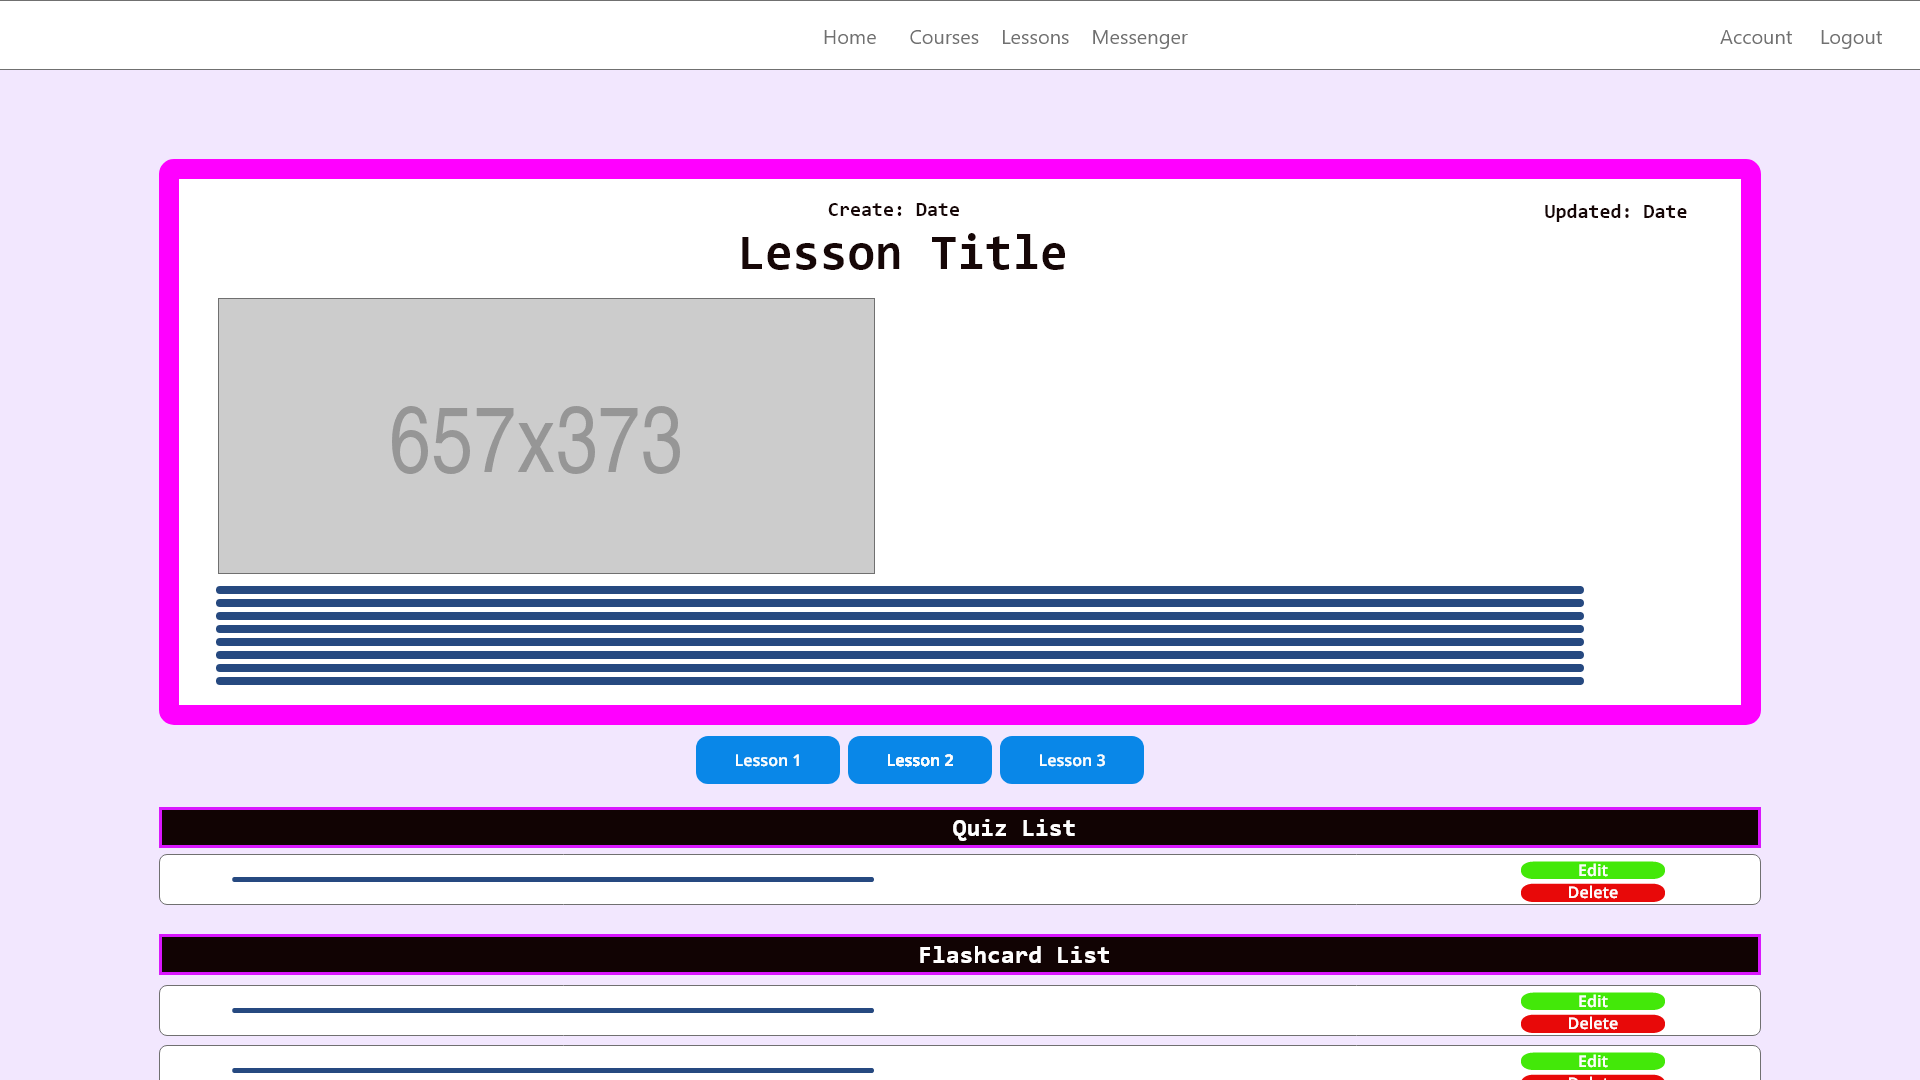 Home Courses Lessons Messenger Account Logout
Create: Date Updated: Date
Lesson Title
657x373
Lesson 1 Lesson 2 Lesson 3
Quiz List
Edit
Delete
Flashcard List
Edit
Delete
Edit